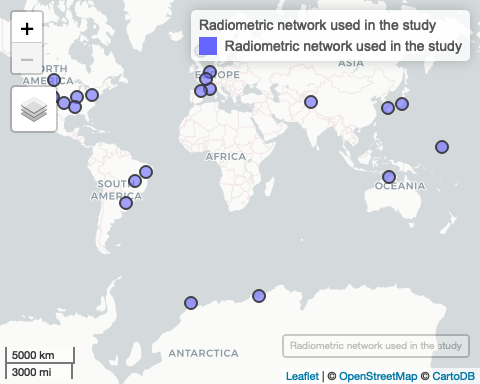 +
Radiometric network used in the study
Radiometric network used in the study
−
AMERICA
EUROPE
ASIA
AFRICA
SOUTH
AMERICA
OCEANIA
ANTARCTICA
Radiometric network used in the study
5000 km
3000 mi
Leaflet | © OpenStreetMap © CartoDB